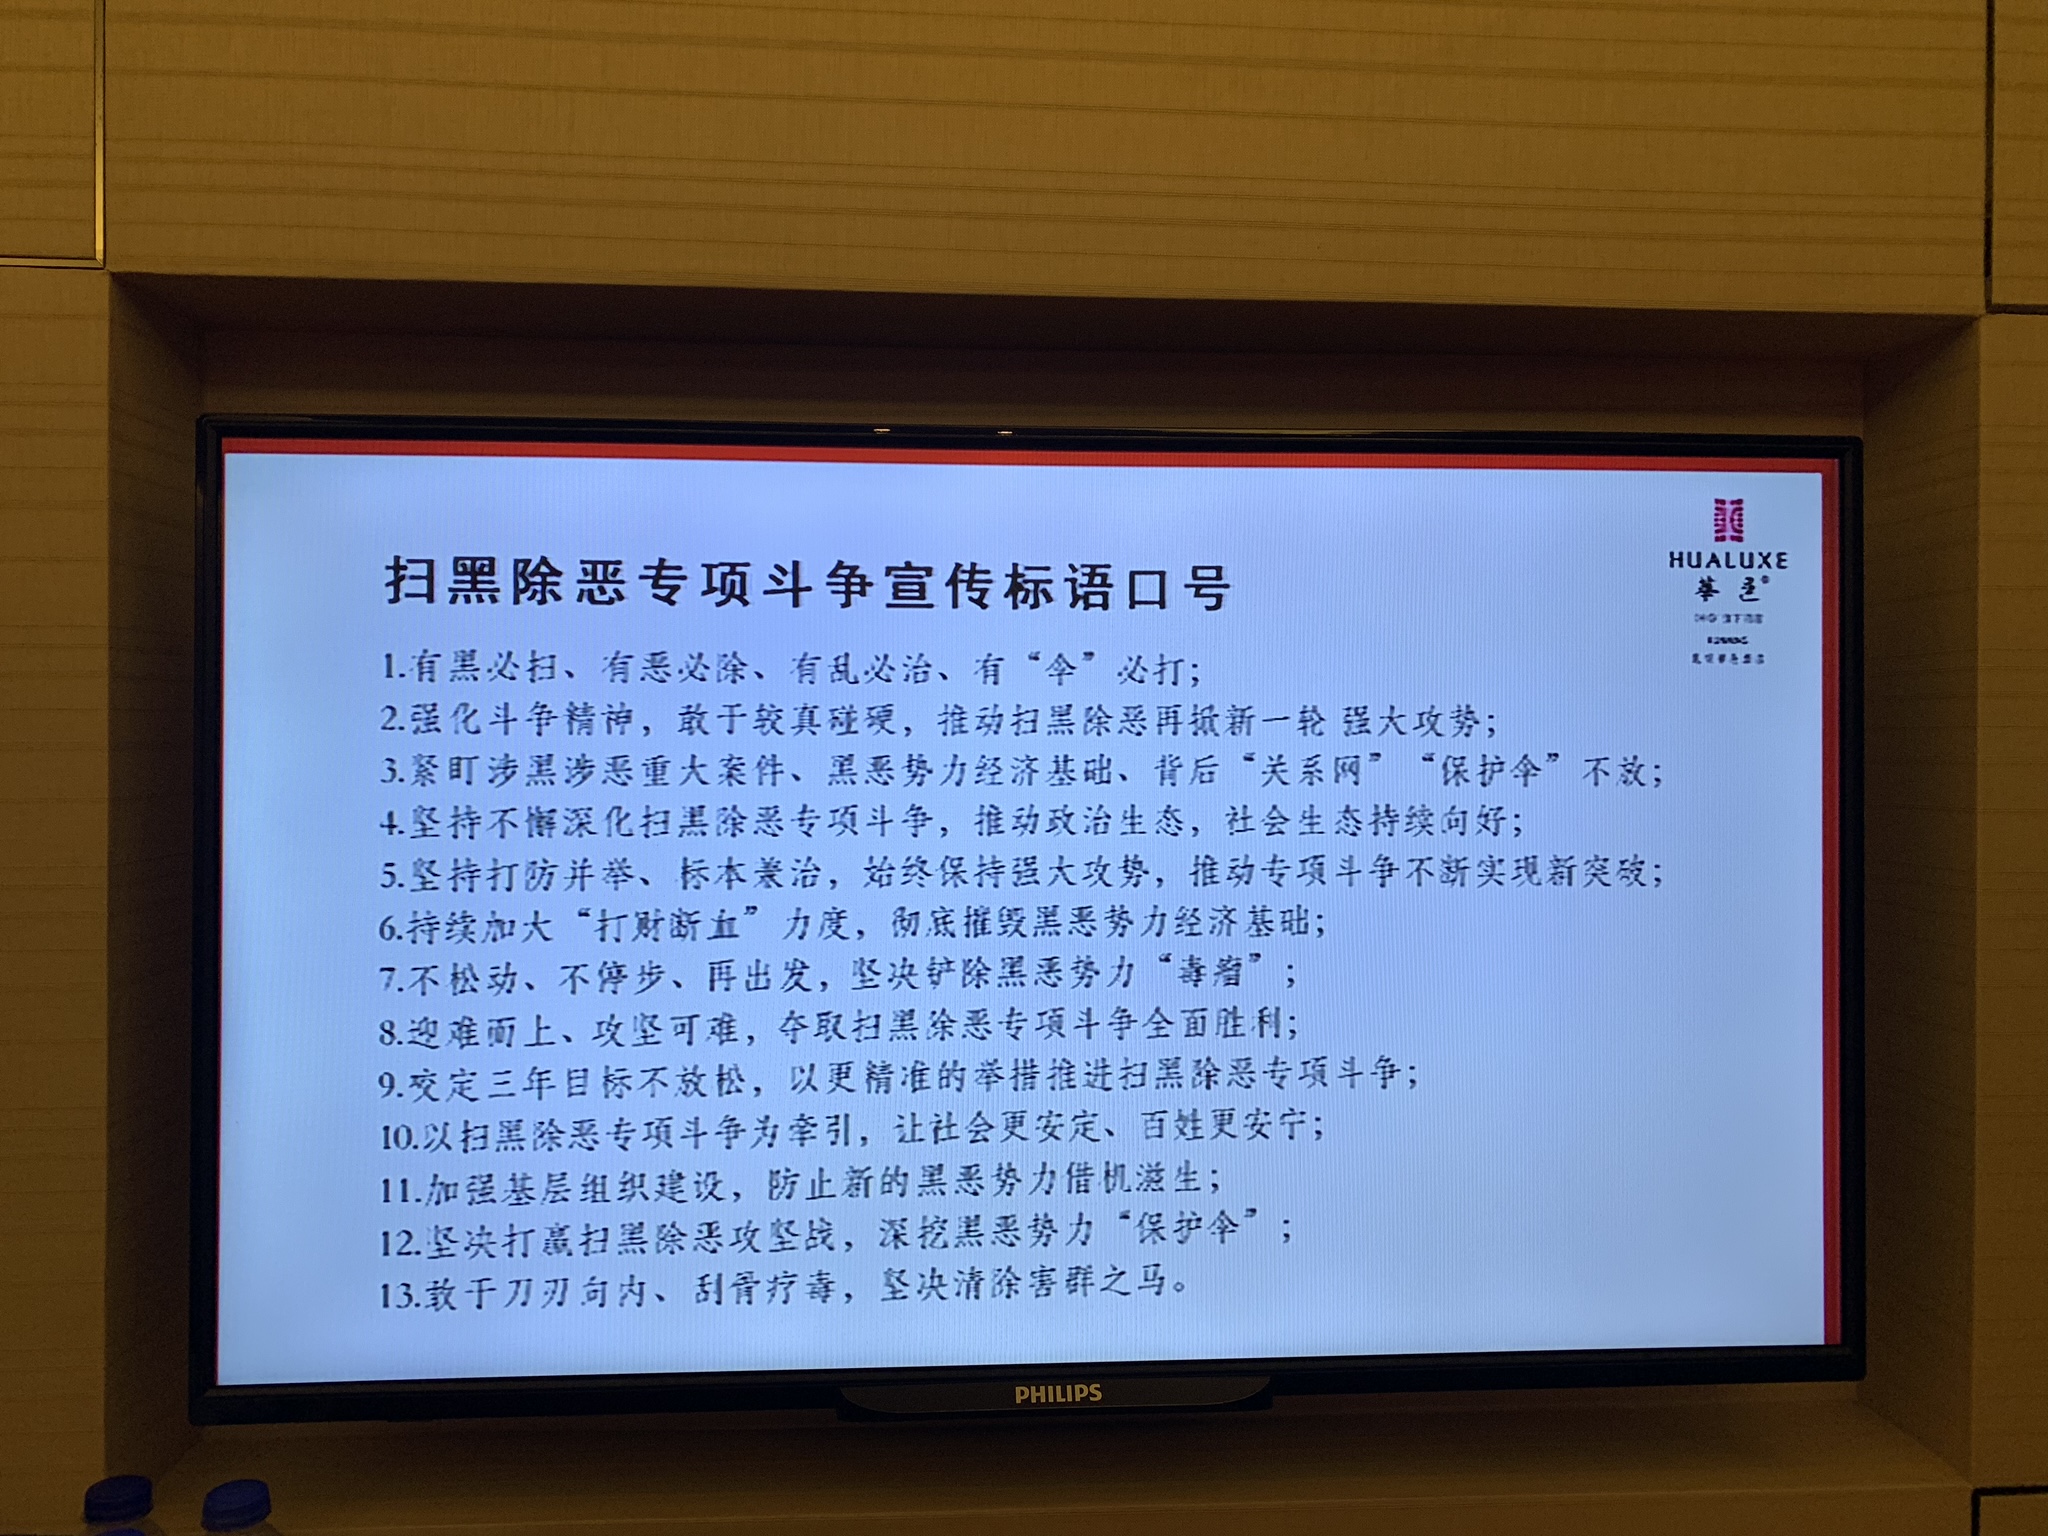 扫黑除恶专项斗争宣传标语口号
HUALUXE
华邑
1.有黑必扫、有恶必除、有乱必治、有“伞”必打；
2.强化斗争精神，敢于较真碰硬，推动扫黑除恶再掀新一轮 强大攻势；
3.紧盯涉黑涉恶重大案件、黑恶势力经济基础、背后“关系网”“保护伞”不放；
4.坚持不懈深化扫黑除恶专项斗争，推动政治生态，社会生态持续向好；
5.坚持打防并举、标本兼治，始终保持强大攻势，推动专项斗争不断实现新突破；
6.持续加大“打财断血”力度，彻底摧毁黑恶势力经济基础；
7.不松动、不停步、再出发，坚决铲除黑恶势力“毒瘤”；
8.迎难而上、攻坚可难，夺取扫黑除恶专项斗争全面胜利；
9.咬定三年目标不放松，以更精准的举措推进扫黑除恶专项斗争；
10.以扫黑除恶专项斗争为牵引，让社会更安定、百姓更安宁；
11.加强基层组织建设，防止新的黑恶势力借机滋生；
12.坚决打赢扫黑除恶攻坚战，深挖黑恶势力“保护伞”；
13.敢于刀刃向内、刮骨疗毒，坚决清除害群之马。
PHILIPS